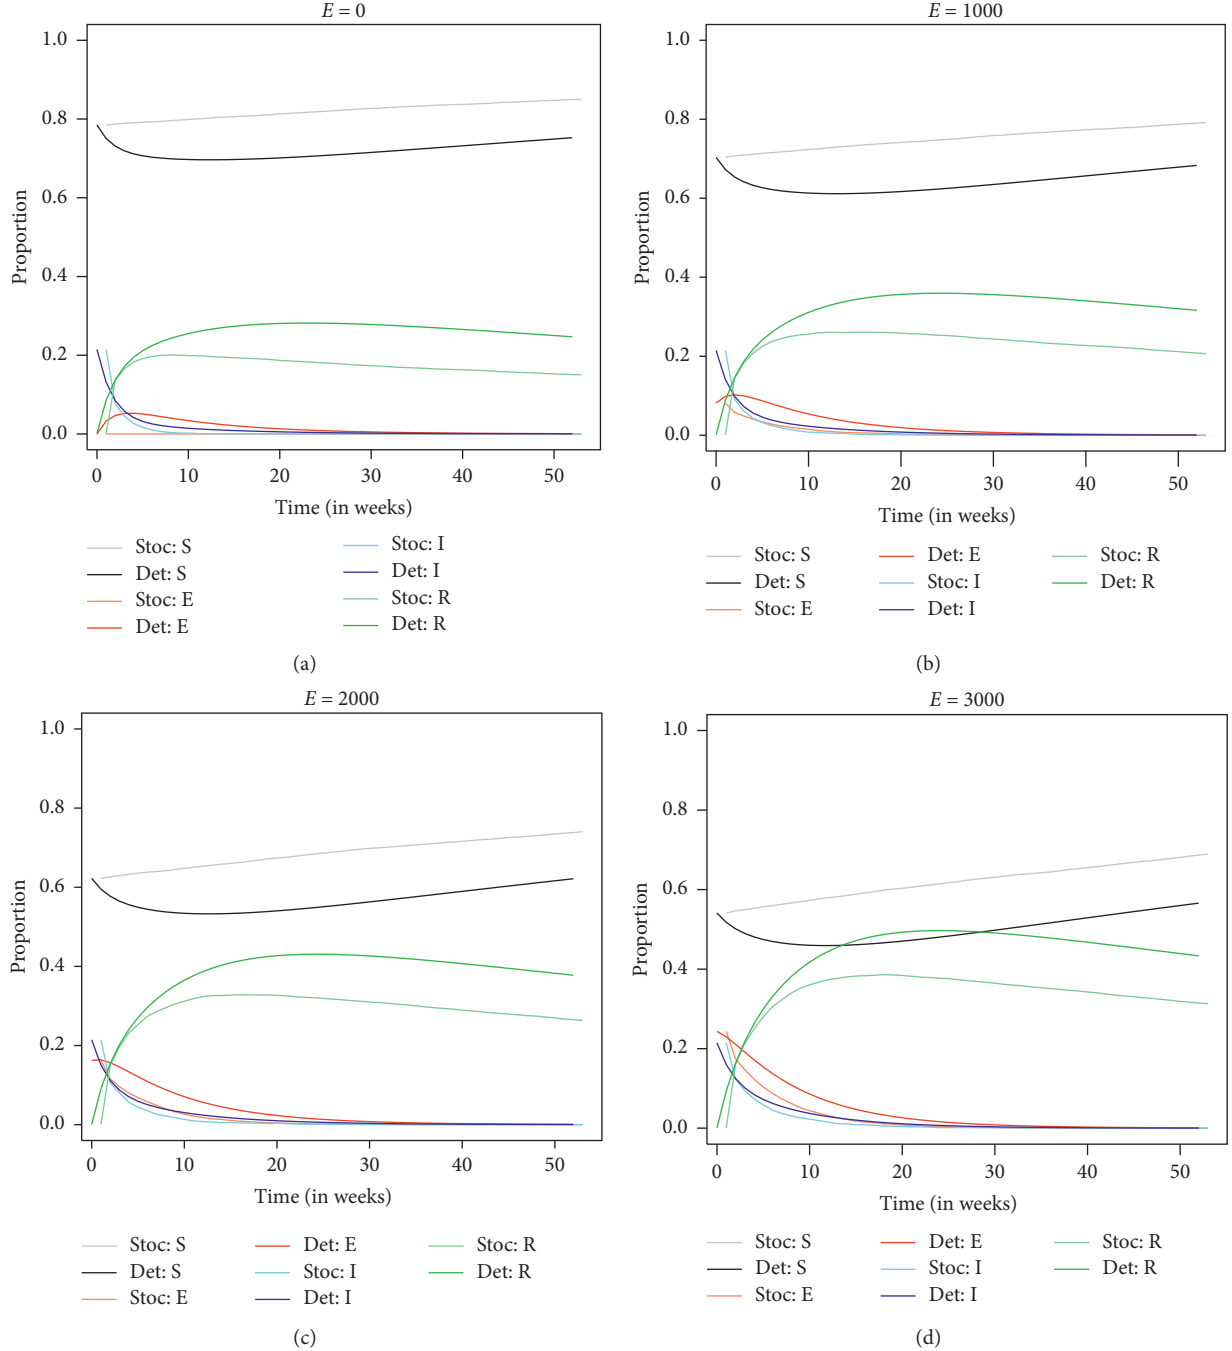 E = 0
1.0
0.8
0.6
0.4
0.2
0.0
Proportion
0 10 20 30 40 50
Time (in weeks)
Stoc: S
Det: S
Stoc: E
Det: E
Stoc: I
Det: I
Stoc: R
Det: R
(a)
E = 1000
1.0
0.8
0.6
0.4
0.2
0.0
Proportion
0 10 20 30 40 50
Time (in weeks)
Stoc: S
Det: S
Stoc: E
Det: E
Stoc: I
Det: I
Stoc: R
Det: R
(b)
E = 2000
1.0
0.8
0.6
0.4
0.2
0.0
Proportion
0 10 20 30 40 50
Time (in weeks)
Stoc: S
Det: S
Stoc: E
Det: E
Stoc: I
Det: I
Stoc: R
Det: R
(c)
E = 3000
1.0
0.8
0.6
0.4
0.2
0.0
Proportion
0 10 20 30 40 50
Time (in weeks)
Stoc: S
Det: S
Stoc: E
Det: E
Stoc: I
Det: I
Stoc: R
Det: R
(d)